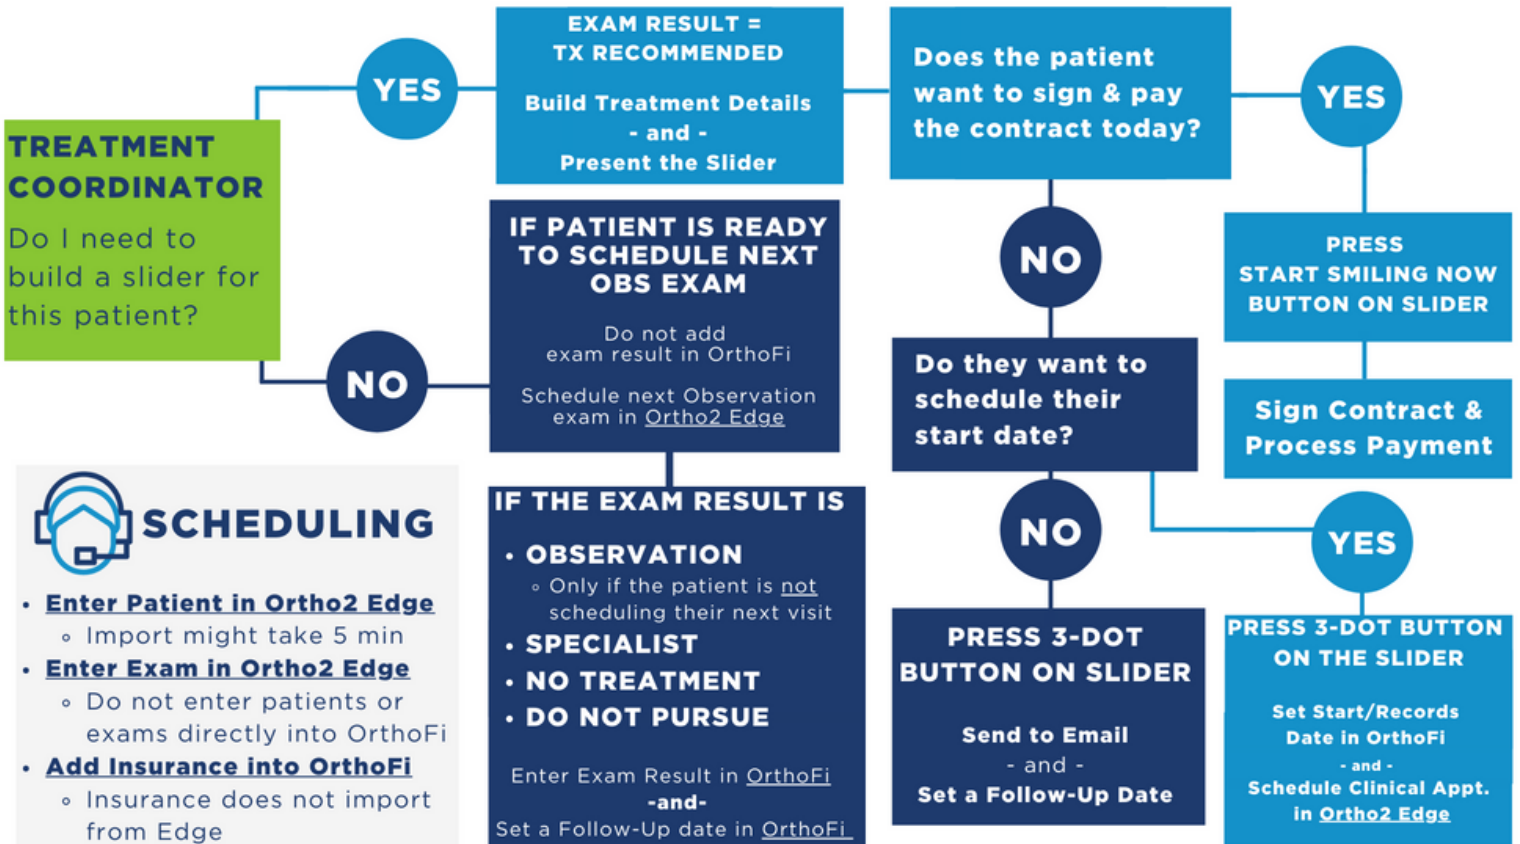 TREATMENT
COORDINATOR
Do I need to
build a slider for
this patient?
YES
EXAM RESULT =
TX RECOMMENDED
Build Treatment Details
- and -
Present the Slider
Does the patient
want to sign & pay
the contract today?
YES
PRESS
START SMILING NOW
BUTTON ON SLIDER
Sign Contract &
Process Payment
NO
Do they want to
schedule their
start date?
NO
PRESS 3-DOT
BUTTON ON SLIDER
Send to Email
- and -
Set a Follow-Up Date
YES
PRESS 3-DOT BUTTON
ON THE SLIDER
Set Start/Records
Date in OrthoFi
- and -
Schedule Clinical Appt.
in Ortho2 Edge
NO
IF PATIENT IS READY
TO SCHEDULE NEXT
OBS EXAM
Do not add
exam result in OrthoFi
Schedule next Observation
exam in Ortho2 Edge
IF THE EXAM RESULT IS
• OBSERVATION
◦ Only if the patient is not
scheduling their next visit
• SPECIALIST
• NO TREATMENT
• DO NOT PURSUE
Enter Exam Result in OrthoFi
-and-
Set a Follow-Up date in OrthoFi
SCHEDULING
• Enter Patient in Ortho2 Edge
◦ Import might take 5 min
• Enter Exam in Ortho2 Edge
◦ Do not enter patients or
exams directly into OrthoFi
• Add Insurance into OrthoFi
◦ Insurance does not import
from Edge